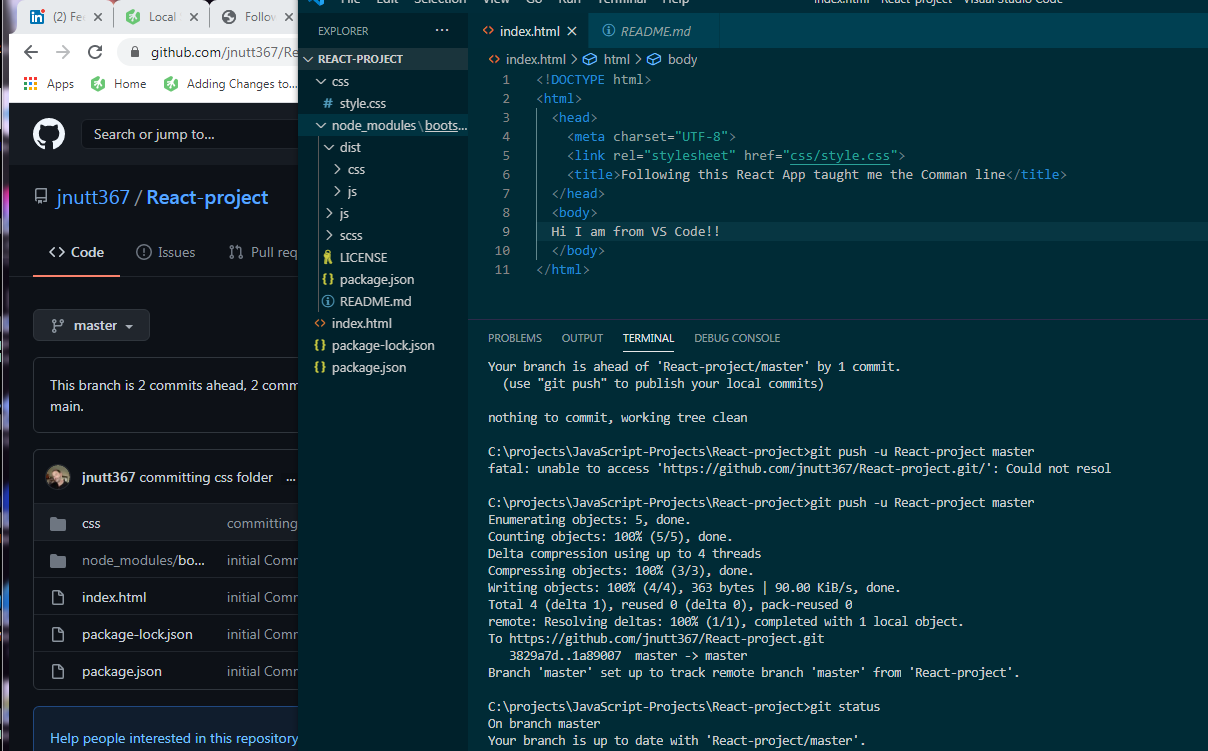 (2) Fe
Local
Follow
github.com/jnutt367/Re
Apps
Home
Adding Changes to...
Search or jump to...
jnutt367 / React-project
Code
Issues
Pull req
master
This branch is 2 commits ahead, 2 comm
main.
jnutt367 committing css folder ...
css committing
node_modules/bo... initial Comm
index.html initial Comm
package-lock.json initial Comm
package.json initial Comm
Help people interested in this repository
File Edit Selection View Go Run Terminal Help
index.html - React-project - Visual Studio Code
EXPLORER ...
REACT-PROJECT
css
# style.css
node_modules\boots...
dist
css
js
js
scss
LICENSE
{} package.json
README.md
<> index.html
{} package-lock.json
{} package.json
<> index.html ×
README.md
<> index.html > html > body
1 <!DOCTYPE html>
2 <html>
3 <head>
4 <meta charset="UTF-8">
5 <link rel="stylesheet" href="css/style.css">
6 <title>Following this React App taught me the Comman line</title>
7 </head>
8 <body>
9 Hi I am from VS Code!!
10 </body>
11 </html>
PROBLEMS OUTPUT TERMINAL DEBUG CONSOLE
Your branch is ahead of 'React-project/master' by 1 commit.
(use "git push" to publish your local commits)
nothing to commit, working tree clean
C:\projects\JavaScript-Projects\React-project>git push -u React-project master
fatal: unable to access 'https://github.com/jnutt367/React-project.git/': Could not resol
C:\projects\JavaScript-Projects\React-project>git push -u React-project master
Enumerating objects: 5, done.
Counting objects: 100% (5/5), done.
Delta compression using up to 4 threads
Compressing objects: 100% (3/3), done.
Writing objects: 100% (4/4), 363 bytes | 90.00 KiB/s, done.
Total 4 (delta 1), reused 0 (delta 0), pack-reused 0
remote: Resolving deltas: 100% (1/1), completed with 1 local object.
To https://github.com/jnutt367/React-project.git
3829a7d..1a89007 master -> master
Branch 'master' set up to track remote branch 'master' from 'React-project'.
C:\projects\JavaScript-Projects\React-project>git status
On branch master
Your branch is up to date with 'React-project/master'.